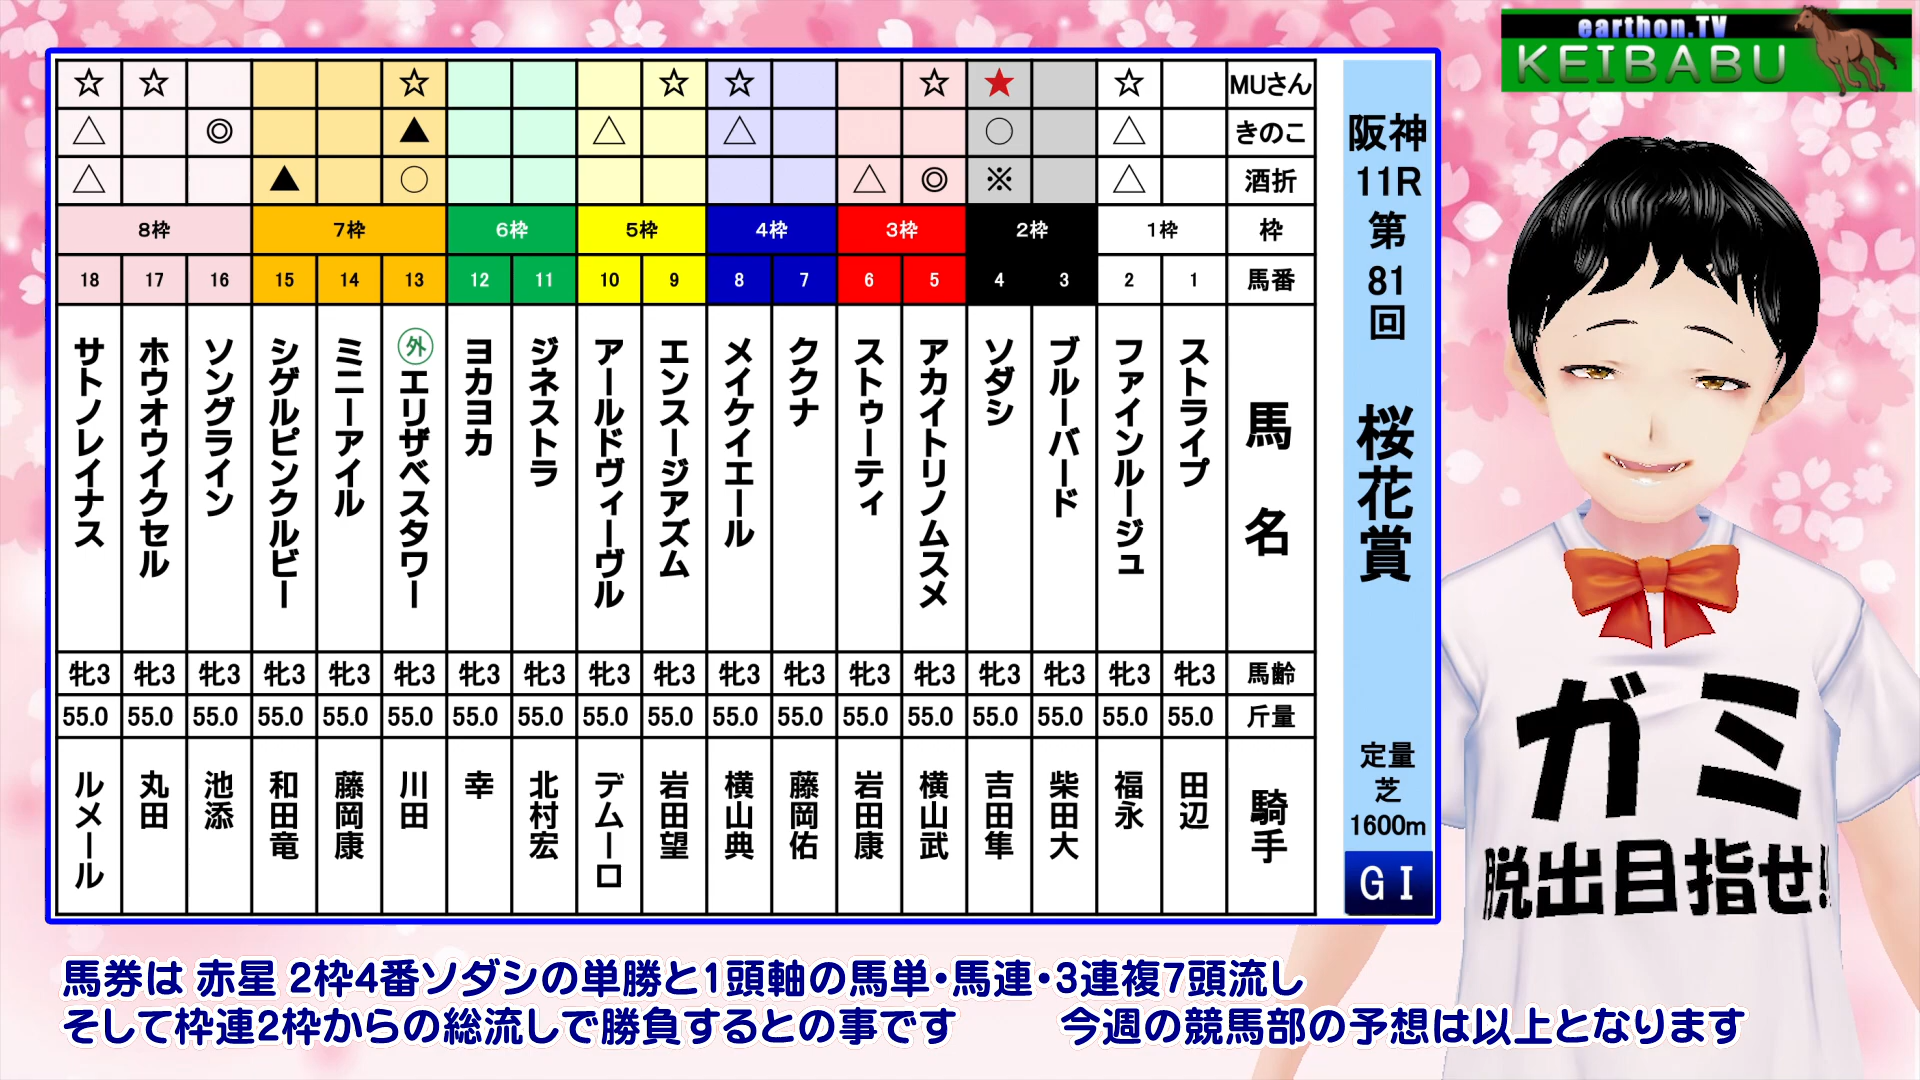 earthon.TV
KEIBABU
阪神
11R
第
81
回
桜花賞
定量
芝
1600m
GI
☆ ☆ ☆ ☆ ☆ ☆ ★ ☆ MUさん
△ ◎ ▲ △ △ ○ △ きのこ
△ ▲ ○ △ ◎ ※ △ 酒折
8枠 7枠 6枠 5枠 4枠 3枠 2枠 1枠 枠
18 17 16 15 14 13 12 11 10 9 8 7 6 5 4 3 2 1 馬番
馬名
ストライプ
ファインルージュ
ブルーバード
ソダシ
アカイトリノムスメ
ストゥーティ
ククナ
メイケイエール
エンスージアズム
アールドヴィーヴル
ジネストラ
ヨカヨカ
外エリザベスタワー
ミニーアイル
シゲルピンクルビー
ソングライン
ホウオウイクセル
サトノレイナス
牝3 牝3 牝3 牝3 牝3 牝3 牝3 牝3 牝3 牝3 牝3 牝3 牝3 牝3 牝3 牝3 牝3 牝3 馬齢
55.0 55.0 55.0 55.0 55.0 55.0 55.0 55.0 55.0 55.0 55.0 55.0 55.0 55.0 55.0 55.0 55.0 55.0 斤量
騎手
田辺
福永
柴田大
吉田隼
横山武
岩田康
藤岡佑
横山典
岩田望
デムーロ
北村宏
幸
川田
藤岡康
和田竜
池添
丸田
ルメール
ガミ
脱出目指せ!
馬券は 赤星 2枠4番ソダシの単勝と1頭軸の馬単・馬連・3連複7頭流し
そして枠連2枠からの総流しで勝負するとの事です 今週の競馬部の予想は以上となります